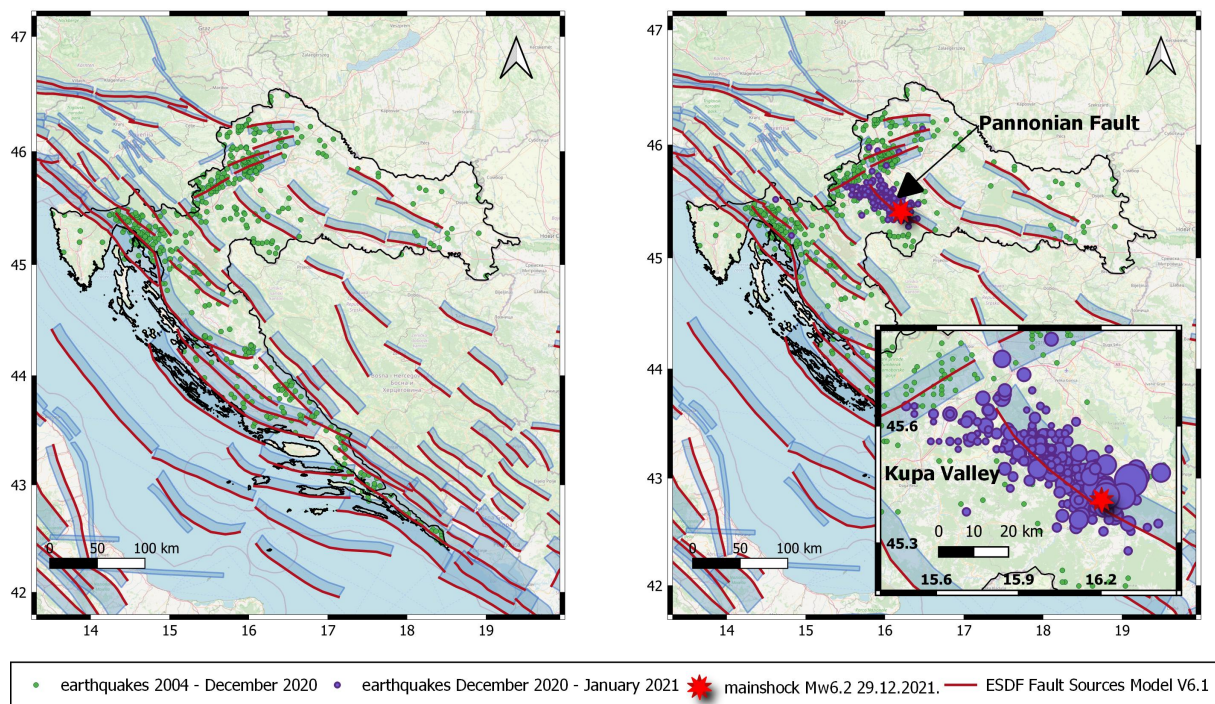 47
46
45
44
43
42
0 50 100 km
14 15 16 17 18 19
47
46
45
44
43
42
Pannonian Fault
0 50 100 km
14 15 16 17 18 19
45.6
Kupa Valley
0 10 20 km
45.3
15.6 15.9 16.2
earthquakes 2004 - December 2020 earthquakes December 2020 - January 2021 mainshock Mw6.2 29.12.2021. ESDF Fault Sources Model V6.1